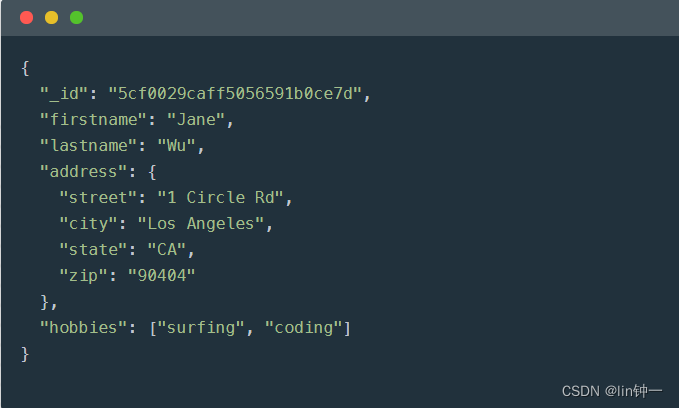 {
  "_id": "5cf0029caff5056591b0ce7d",
  "firstname": "Jane",
  "lastname": "Wu",
  "address": {
    "street": "1 Circle Rd",
    "city": "Los Angeles",
    "state": "CA",
    "zip": "90404"
  },
  "hobbies": ["surfing", "coding"]
}
CSDN @lin钟一